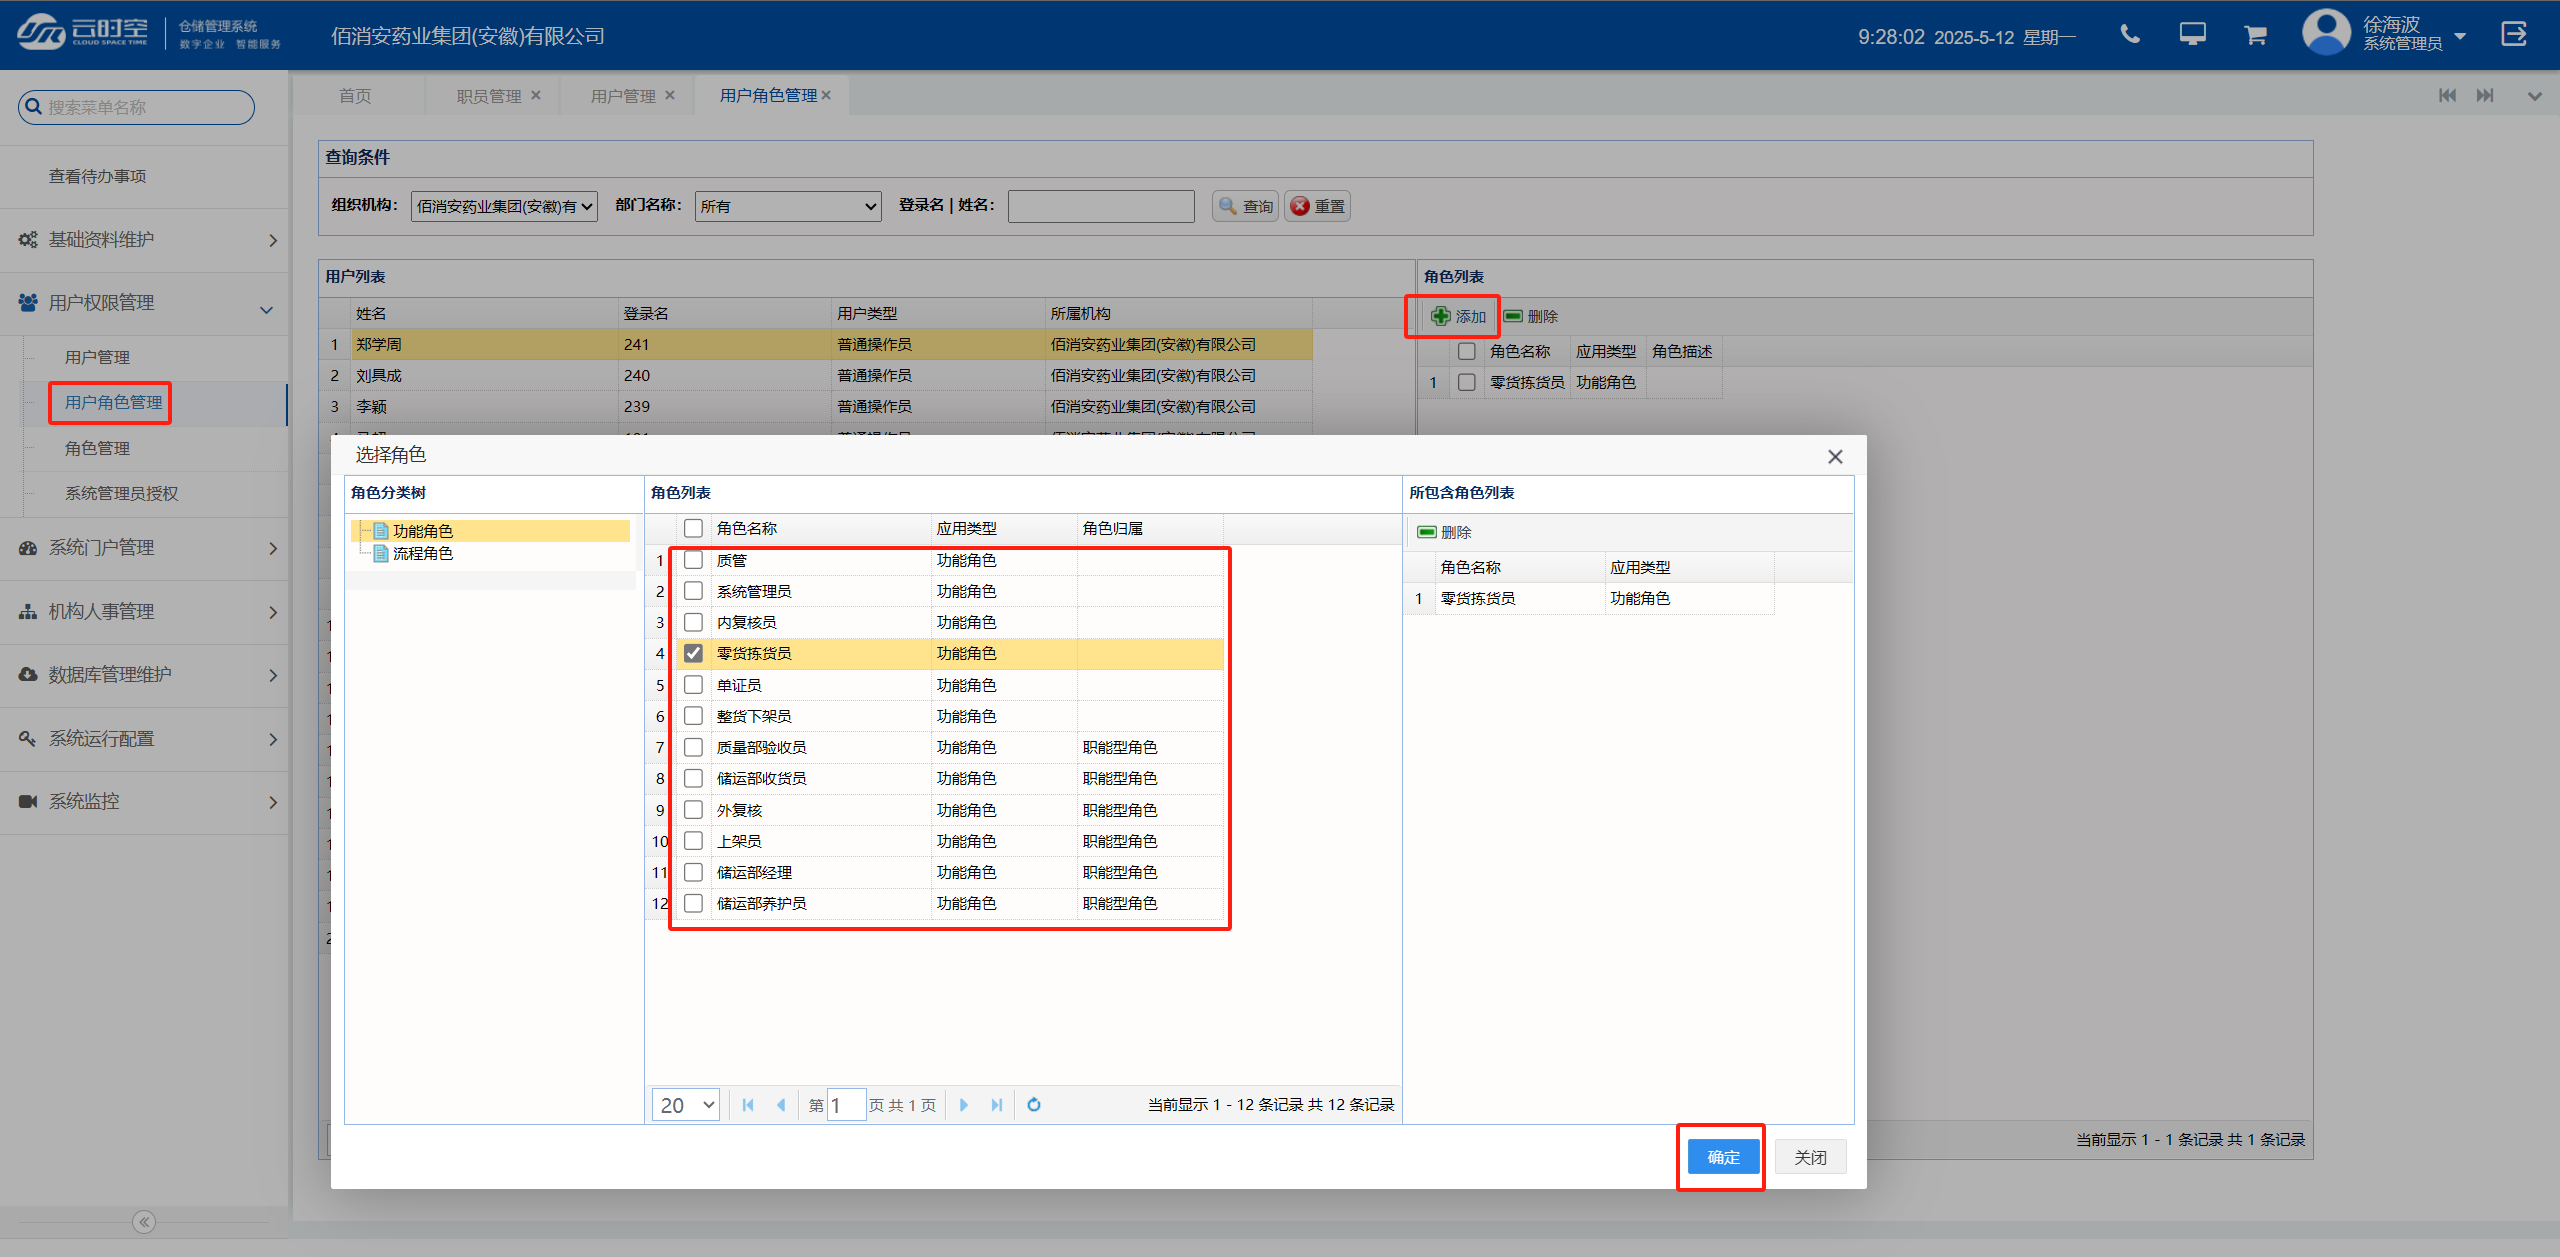 云时空
CLOUD SPACE TIME
仓储管理系统
数字企业 智能服务
佰消安药业集团(安徽)有限公司
9:28:02 2025-5-12 星期一
徐海波
系统管理员
搜索菜单名称
首页
职员管理
用户管理
用户角色管理
查看待办事项
基础资料维护
用户权限管理
用户管理
用户角色管理
角色管理
系统管理员授权
系统门户管理
机构人事管理
数据库管理维护
系统运行配置
系统监控
查询条件
组织机构: 佰消安药业集团(安徽)有 部门名称: 所有 登录名 | 姓名: 查询 重置
用户列表
姓名 登录名 用户类型 所属机构
1 郑学周 241 普通操作员 佰消安药业集团(安徽)有限公司
2 刘具成 240 普通操作员 佰消安药业集团(安徽)有限公司
3 李颖 239 普通操作员 佰消安药业集团(安徽)有限公司
角色列表
添加 删除
角色名称 应用类型 角色描述
1 零货拣货员 功能角色
选择角色
角色分类树
功能角色
流程角色
角色列表
角色名称 应用类型 角色归属
1 质管 功能角色
2 系统管理员 功能角色
3 内复核员 功能角色
4 零货拣货员 功能角色
5 单证员 功能角色
6 整货下架员 功能角色
7 质量部验收员 功能角色 职能型角色
8 储运部收货员 功能角色 职能型角色
9 外复核 功能角色 职能型角色
10 上架员 功能角色 职能型角色
11 储运部经理 功能角色 职能型角色
12 储运部养护员 功能角色 职能型角色
20 第 1 页 共 1 页 当前显示 1 - 12 条记录 共 12 条记录
所包含角色列表
删除
角色名称 应用类型
1 零货拣货员 功能角色
确定 关闭
当前显示 1 - 1 条记录 共 1 条记录